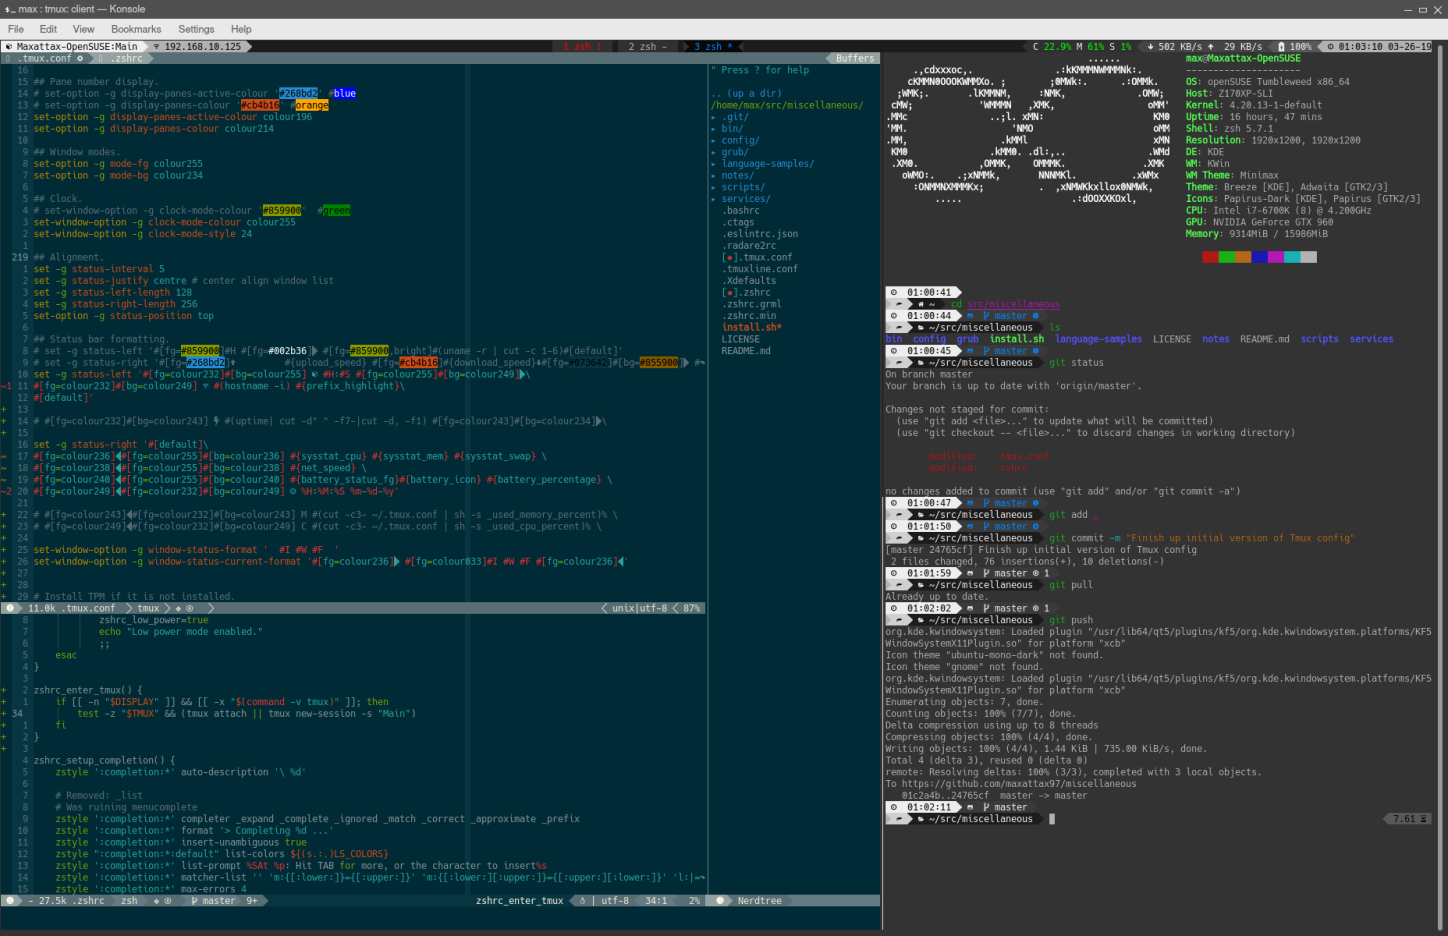 max : tmux: client — Konsole
File Edit View Bookmarks Settings Help
Maxattax-OpenSUSE:Main 192.168.10.125 1 zsh ! 2 zsh - 3 zsh * C 22.9% M 61% S 1% 502 KB/s 29 KB/s 100% 01:03:10 03-26-19
.tmux.conf .zshrc Buffers
16
15 ## Pane number display.
14 # set-option -g display-panes-active-colour '#268bd2' #blue
13 # set-option -g display-panes-colour '#cb4b16' #orange
12 set-option -g display-panes-active-colour colour196
11 set-option -g display-panes-colour colour214
10
9 ## Window modes.
8 set-option -g mode-fg colour255
7 set-option -g mode-bg colour234
6
5 ## Clock.
4 # set-window-option -g clock-mode-colour '#859900' #green
3 set-window-option -g clock-mode-colour colour255
2 set-window-option -g clock-mode-style 24
1
219 ## Alignment.
1 set -g status-interval 5
2 set -g status-justify centre # center align window list
3 set -g status-left-length 128
4 set -g status-right-length 256
5 set-option -g status-position top
6
7 ## Status bar formatting.
8 # set -g status-left '#[fg=#859900]#H #[fg=#002b36] #[fg=#859900,bright]#(uname -r | cut -c 1-6)#[default]'
9 # set -g status-right '#[fg=#268bd2] #{upload_speed} #[fg=#cb4b16]#{download_speed} #[fg=#073642]#[bg=#855900]
10 set -g status-left '#[fg=colour232]#[bg=colour255] #H:#S #[fg=colour255]#[bg=colour249]\
~1 11 #[fg=colour232]#[bg=colour249] #(hostname -i) #{prefix_highlight}\
12 #[default]'
+ 13
+ 14 # #[fg=colour232]#[bg=colour243] #(uptime| cut -d" " -f7-|cut -d, -f1) #[fg=colour243]#[bg=colour234]\
+ 15
16 set -g status-right '#[default]\
~ 17 #[fg=colour236]#[fg=colour255]#[bg=colour236] #{sysstat_cpu} #{sysstat_mem} #{sysstat_swap} \
~ 18 #[fg=colour238]#[fg=colour255]#[bg=colour238] #{net_speed} \
~ 19 #[fg=colour240]#[fg=colour255]#[bg=colour240] #{battery_status_fg}#{battery_icon} #{battery_percentage} \
~2 20 #[fg=colour249]#[fg=colour232]#[bg=colour249] %H:%M:%S %m-%d-%y'
21
+ 22 # #[fg=colour243]#[fg=colour232]#[bg=colour243] M #(cut -c3- ~/.tmux.conf | sh -s _used_memory_percent)% \
+ 23 # #[fg=colour249]#[fg=colour232]#[bg=colour249] C #(cut -c3- ~/.tmux.conf | sh -s _used_cpu_percent)% \
+ 24
+ 25 set-window-option -g window-status-format ' #I #W #F '
+ 26 set-window-option -g window-status-current-format '#[fg=colour236] #[fg=colour033]#I #W #F #[fg=colour236]'
+ 27
+ 28
+ 29 # Install TPM if it is not installed.
11.0k .tmux.conf tmux unix|utf-8 87%
8 zshrc_low_power=true
7 echo "Low power mode enabled."
6 ;;
5 esac
4 }
3
+ 2 zshrc_enter_tmux() {
+ 1 if [[ -n "$DISPLAY" ]] && [[ -x "$(command -v tmux)" ]]; then
+ 34 test -z "$TMUX" && (tmux attach || tmux new-session -s "Main")
+ 1 fi
+ 2 }
+ 3
4 zshrc_setup_completion() {
5 zstyle ':completion:*' auto-description '\ %d'
6
7 # Removed: _list
8 # Was ruining menucomplete
9 zstyle ':completion:*' completer _expand _complete _ignored _match _correct _approximate _prefix
10 zstyle ':completion:*' format '> Completing %d ...'
11 zstyle ':completion:*' insert-unambiguous true
12 zstyle ":completion:*:default" list-colors ${(s.:.)LS_COLORS}
13 zstyle ':completion:*' list-prompt %SAt %p: Hit TAB for more, or the character to insert%s
14 zstyle ':completion:*' matcher-list '' 'm:{[:lower:]}={[:upper:]}' 'm:{[:lower:][:upper:]}={[:upper:][:lower:]}' 'l:|=
15 zstyle ':completion:*' max-errors 4
- 27.5k .zshrc zsh master 9+ zshrc_enter_tmux | utf-8 34:1 2% Nerdtree
" Press ? for help
.. (up a dir)
/home/max/src/miscellaneous/
.git/
bin/
config/
grub/
language-samples/
notes/
scripts/
services/
.bashrc
.ctags
.eslintrc.json
.radare2rc
[●].tmux.conf
.tmuxline.conf
.Xdefaults
[●].zshrc
.zshrc.grml
.zshrc.min
install.sh*
LICENSE
README.md
max@Maxattax-OpenSUSE
---------------------
OS: openSUSE Tumbleweed x86_64
Host: Z170XP-SLI
Kernel: 4.20.13-1-default
Uptime: 16 hours, 47 mins
Shell: zsh 5.7.1
Resolution: 1920x1200, 1920x1200
DE: KDE
WM: KWin
WM Theme: Minimax
Theme: Breeze [KDE], Adwaita [GTK2/3]
Icons: Papirus-Dark [KDE], Papirus [GTK2/3]
CPU: Intel i7-6700K (8) @ 4.200GHz
GPU: NVIDIA GeForce GTX 960
Memory: 9314MiB / 15986MiB
01:00:41
# ~ cd src/miscellaneous
01:00:44 master
~/src/miscellaneous ls
bin config grub install.sh language-samples LICENSE notes README.md scripts services
01:00:45 master
~/src/miscellaneous git status
On branch master
Your branch is up to date with 'origin/master'.
Changes not staged for commit:
(use "git add <file>..." to update what will be committed)
(use "git checkout -- <file>..." to discard changes in working directory)
modified: .tmux.conf
modified: .zshrc
no changes added to commit (use "git add" and/or "git commit -a")
01:00:47 master
~/src/miscellaneous git add .
01:01:50 master
~/src/miscellaneous git commit -m "Finish up initial version of Tmux config"
[master 24765cf] Finish up initial version of Tmux config
2 files changed, 76 insertions(+), 10 deletions(-)
01:01:59 master 1
~/src/miscellaneous git pull
Already up to date.
01:02:02 master 1
~/src/miscellaneous git push
org.kde.kwindowsystem: Loaded plugin "/usr/lib64/qt5/plugins/kf5/org.kde.kwindowsystem.platforms/KF5
WindowSystemX11Plugin.so" for platform "xcb"
Icon theme "ubuntu-mono-dark" not found.
Icon theme "gnome" not found.
org.kde.kwindowsystem: Loaded plugin "/usr/lib64/qt5/plugins/kf5/org.kde.kwindowsystem.platforms/KF5
WindowSystemX11Plugin.so" for platform "xcb"
Enumerating objects: 7, done.
Counting objects: 100% (7/7), done.
Delta compression using up to 8 threads
Compressing objects: 100% (4/4), done.
Writing objects: 100% (4/4), 1.44 KiB | 735.00 KiB/s, done.
Total 4 (delta 3), reused 0 (delta 0)
remote: Resolving deltas: 100% (3/3), completed with 3 local objects.
To https://github.com/maxattax97/miscellaneous
01c2a4b..24765cf master -> master
01:02:11 master
~/src/miscellaneous 7.61